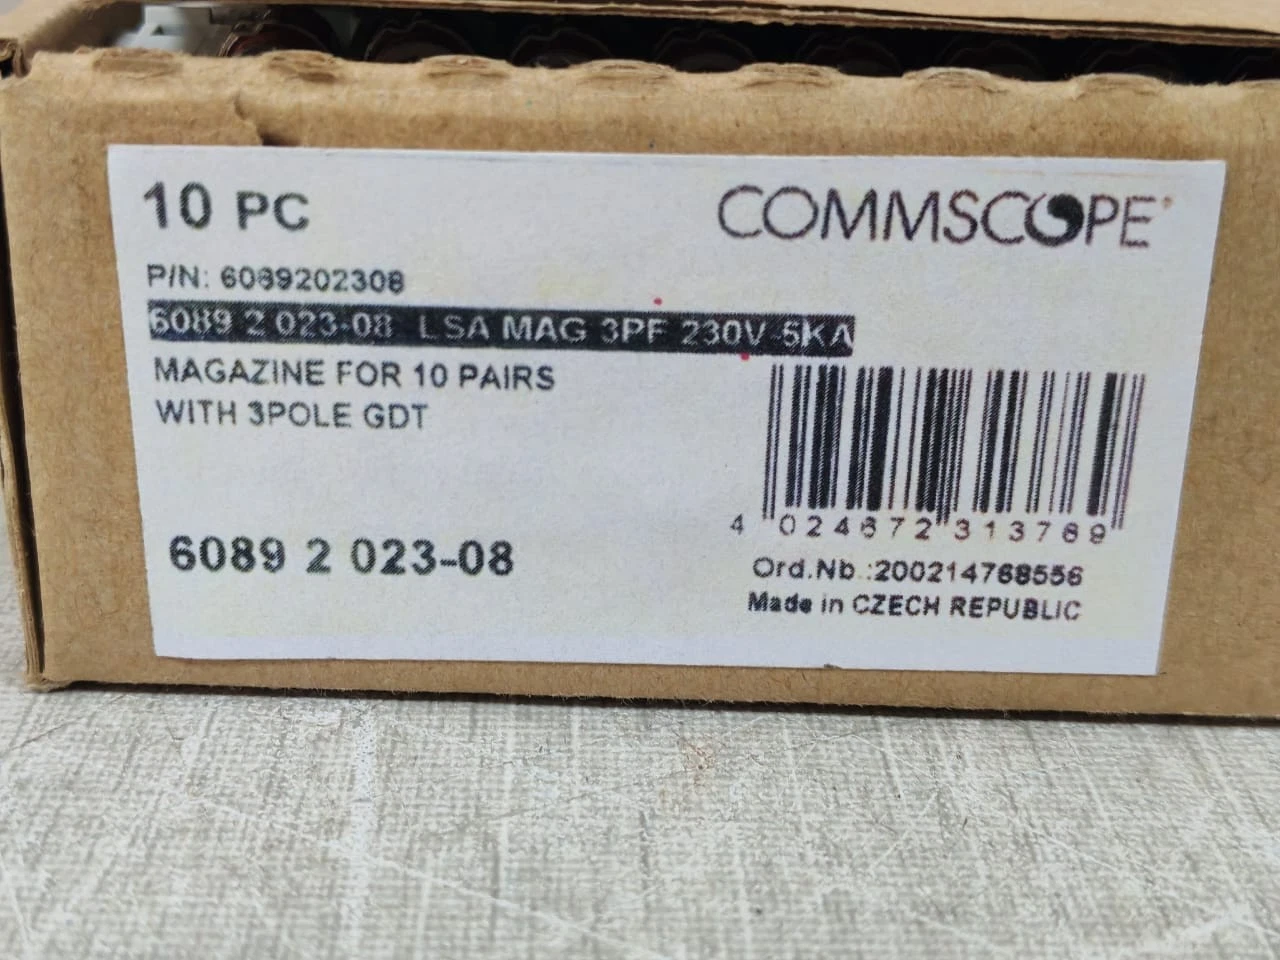 10 PC
COMMSCOPE
P/N: 6089202308
6089 2 023-08 LSA MAG 3PF 230V-5KA
MAGAZINE FOR 10 PAIRS
WITH 3POLE GDT
4 024672 313769
6089 2 023-08
Ord.Nb.:200214768556
Made in CZECH REPUBLIC